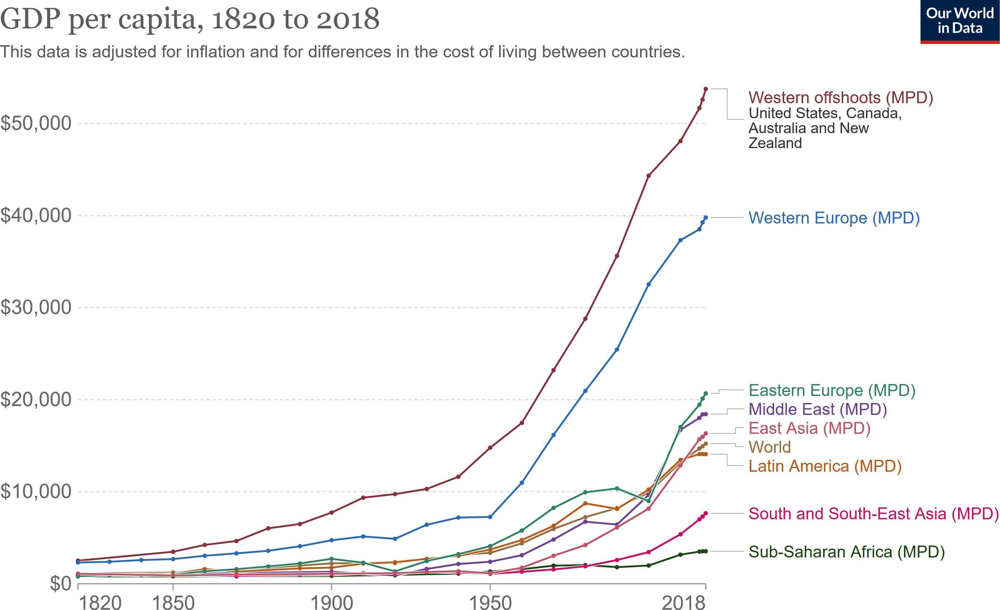 GDP per capita, 1820 to 2018
Our World
in Data
This data is adjusted for inflation and for differences in the cost of living between countries.
$50,000
$40,000
$30,000
$20,000
$10,000
$0
1820
1850
1900
1950
2018
Western offshoots (MPD)
United States, Canada,
Australia and New
Zealand
Western Europe (MPD)
Eastern Europe (MPD)
Middle East (MPD)
East Asia (MPD)
World
Latin America (MPD)
South and South-East Asia (MPD)
Sub-Saharan Africa (MPD)